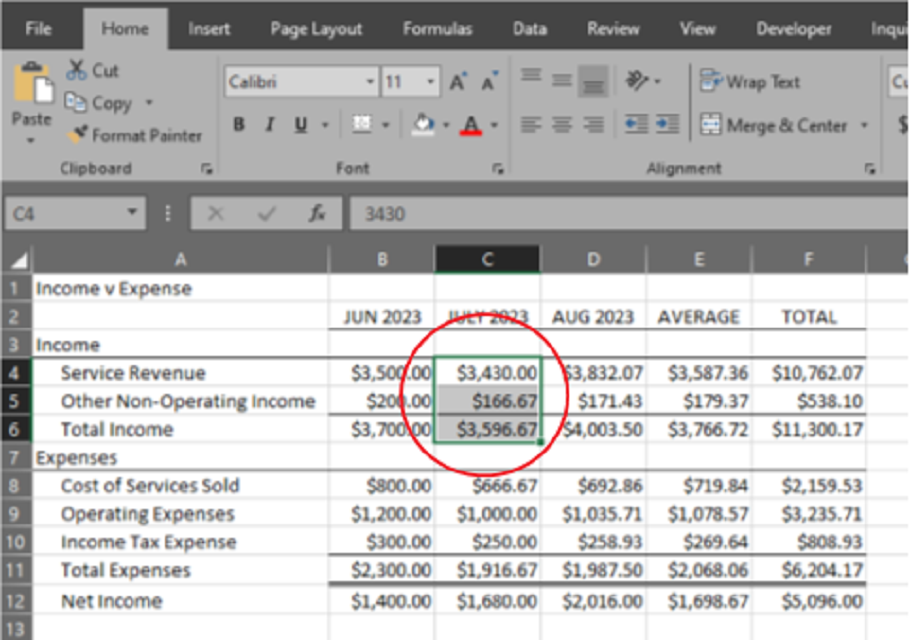 File Home Insert Page Layout Formulas Data Review View Developer Inqui
Cut
Copy
Format Painter
Paste
Calibri 11 A A
B I U A
Wrap Text
Merge & Center
Cu
$
Clipboard Font Alignment
C4 fx 3430
A B C D E F
1 Income v Expense
2 JUN 2023 JULY 2023 AUG 2023 AVERAGE TOTAL
3 Income
4 Service Revenue $3,500.00 $3,430.00 $3,832.07 $3,587.36 $10,762.07
5 Other Non-Operating Income $200.00 $166.67 $171.43 $179.37 $538.10
6 Total Income $3,700.00 $3,596.67 $4,003.50 $3,766.72 $11,300.17
7 Expenses
8 Cost of Services Sold $800.00 $666.67 $692.86 $719.84 $2,159.53
9 Operating Expenses $1,200.00 $1,000.00 $1,035.71 $1,078.57 $3,235.71
10 Income Tax Expense $300.00 $250.00 $258.93 $269.64 $808.93
11 Total Expenses $2,300.00 $1,916.67 $1,987.50 $2,068.06 $6,204.17
12 Net Income $1,400.00 $1,680.00 $2,016.00 $1,698.67 $5,096.00
13